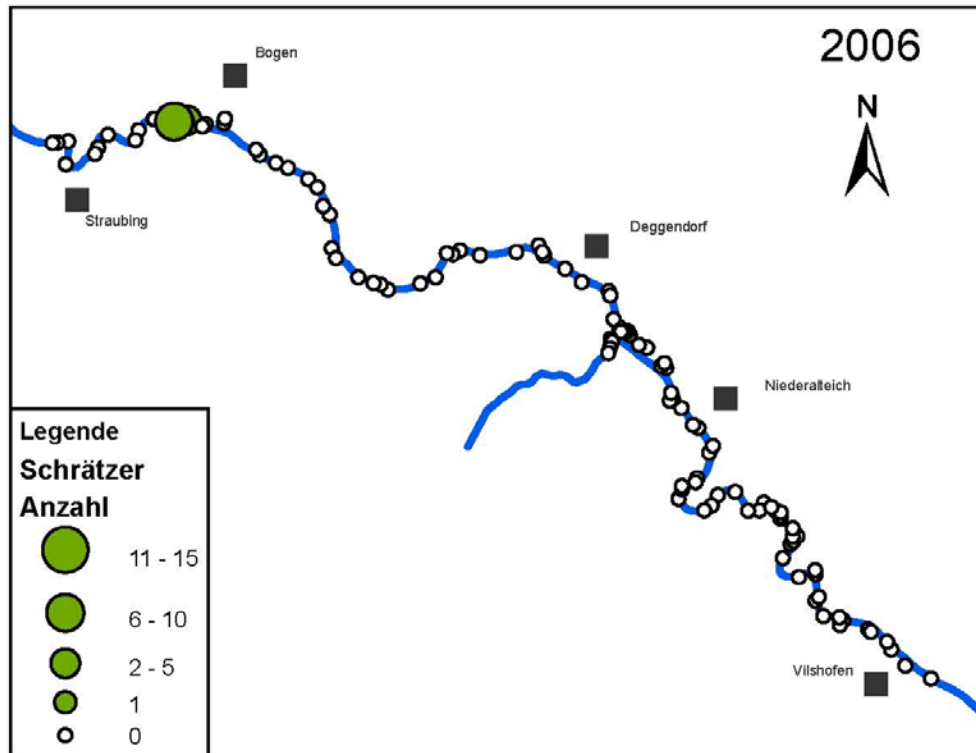 2006
N
Bogen
Straubing
Deggendorf
Niederalteich
Vilshofen
Legende
Schrätzer
Anzahl
11 - 15
6 - 10
2 - 5
1
0